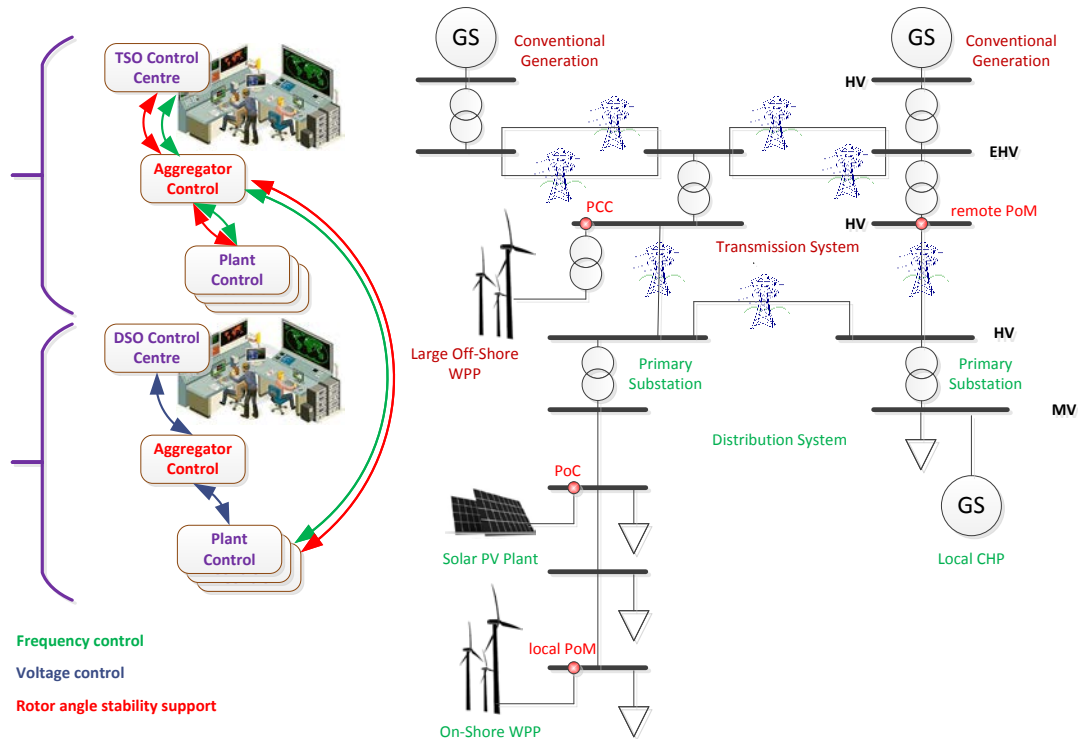 TSO Control
Centre
Aggregator
Control
Plant
Control
DSO Control
Centre
Aggregator
Control
Plant
Control
Frequency control
Voltage control
Rotor angle stability support
GS
Conventional
Generation
GS
Conventional
Generation
HV
EHV
PCC
HV
remote PoM
Transmission System
Large Off-Shore
WPP
HV
Primary
Substation
Primary
Substation
MV
Distribution System
PoC
GS
Solar PV Plant
Local CHP
local PoM
On-Shore WPP